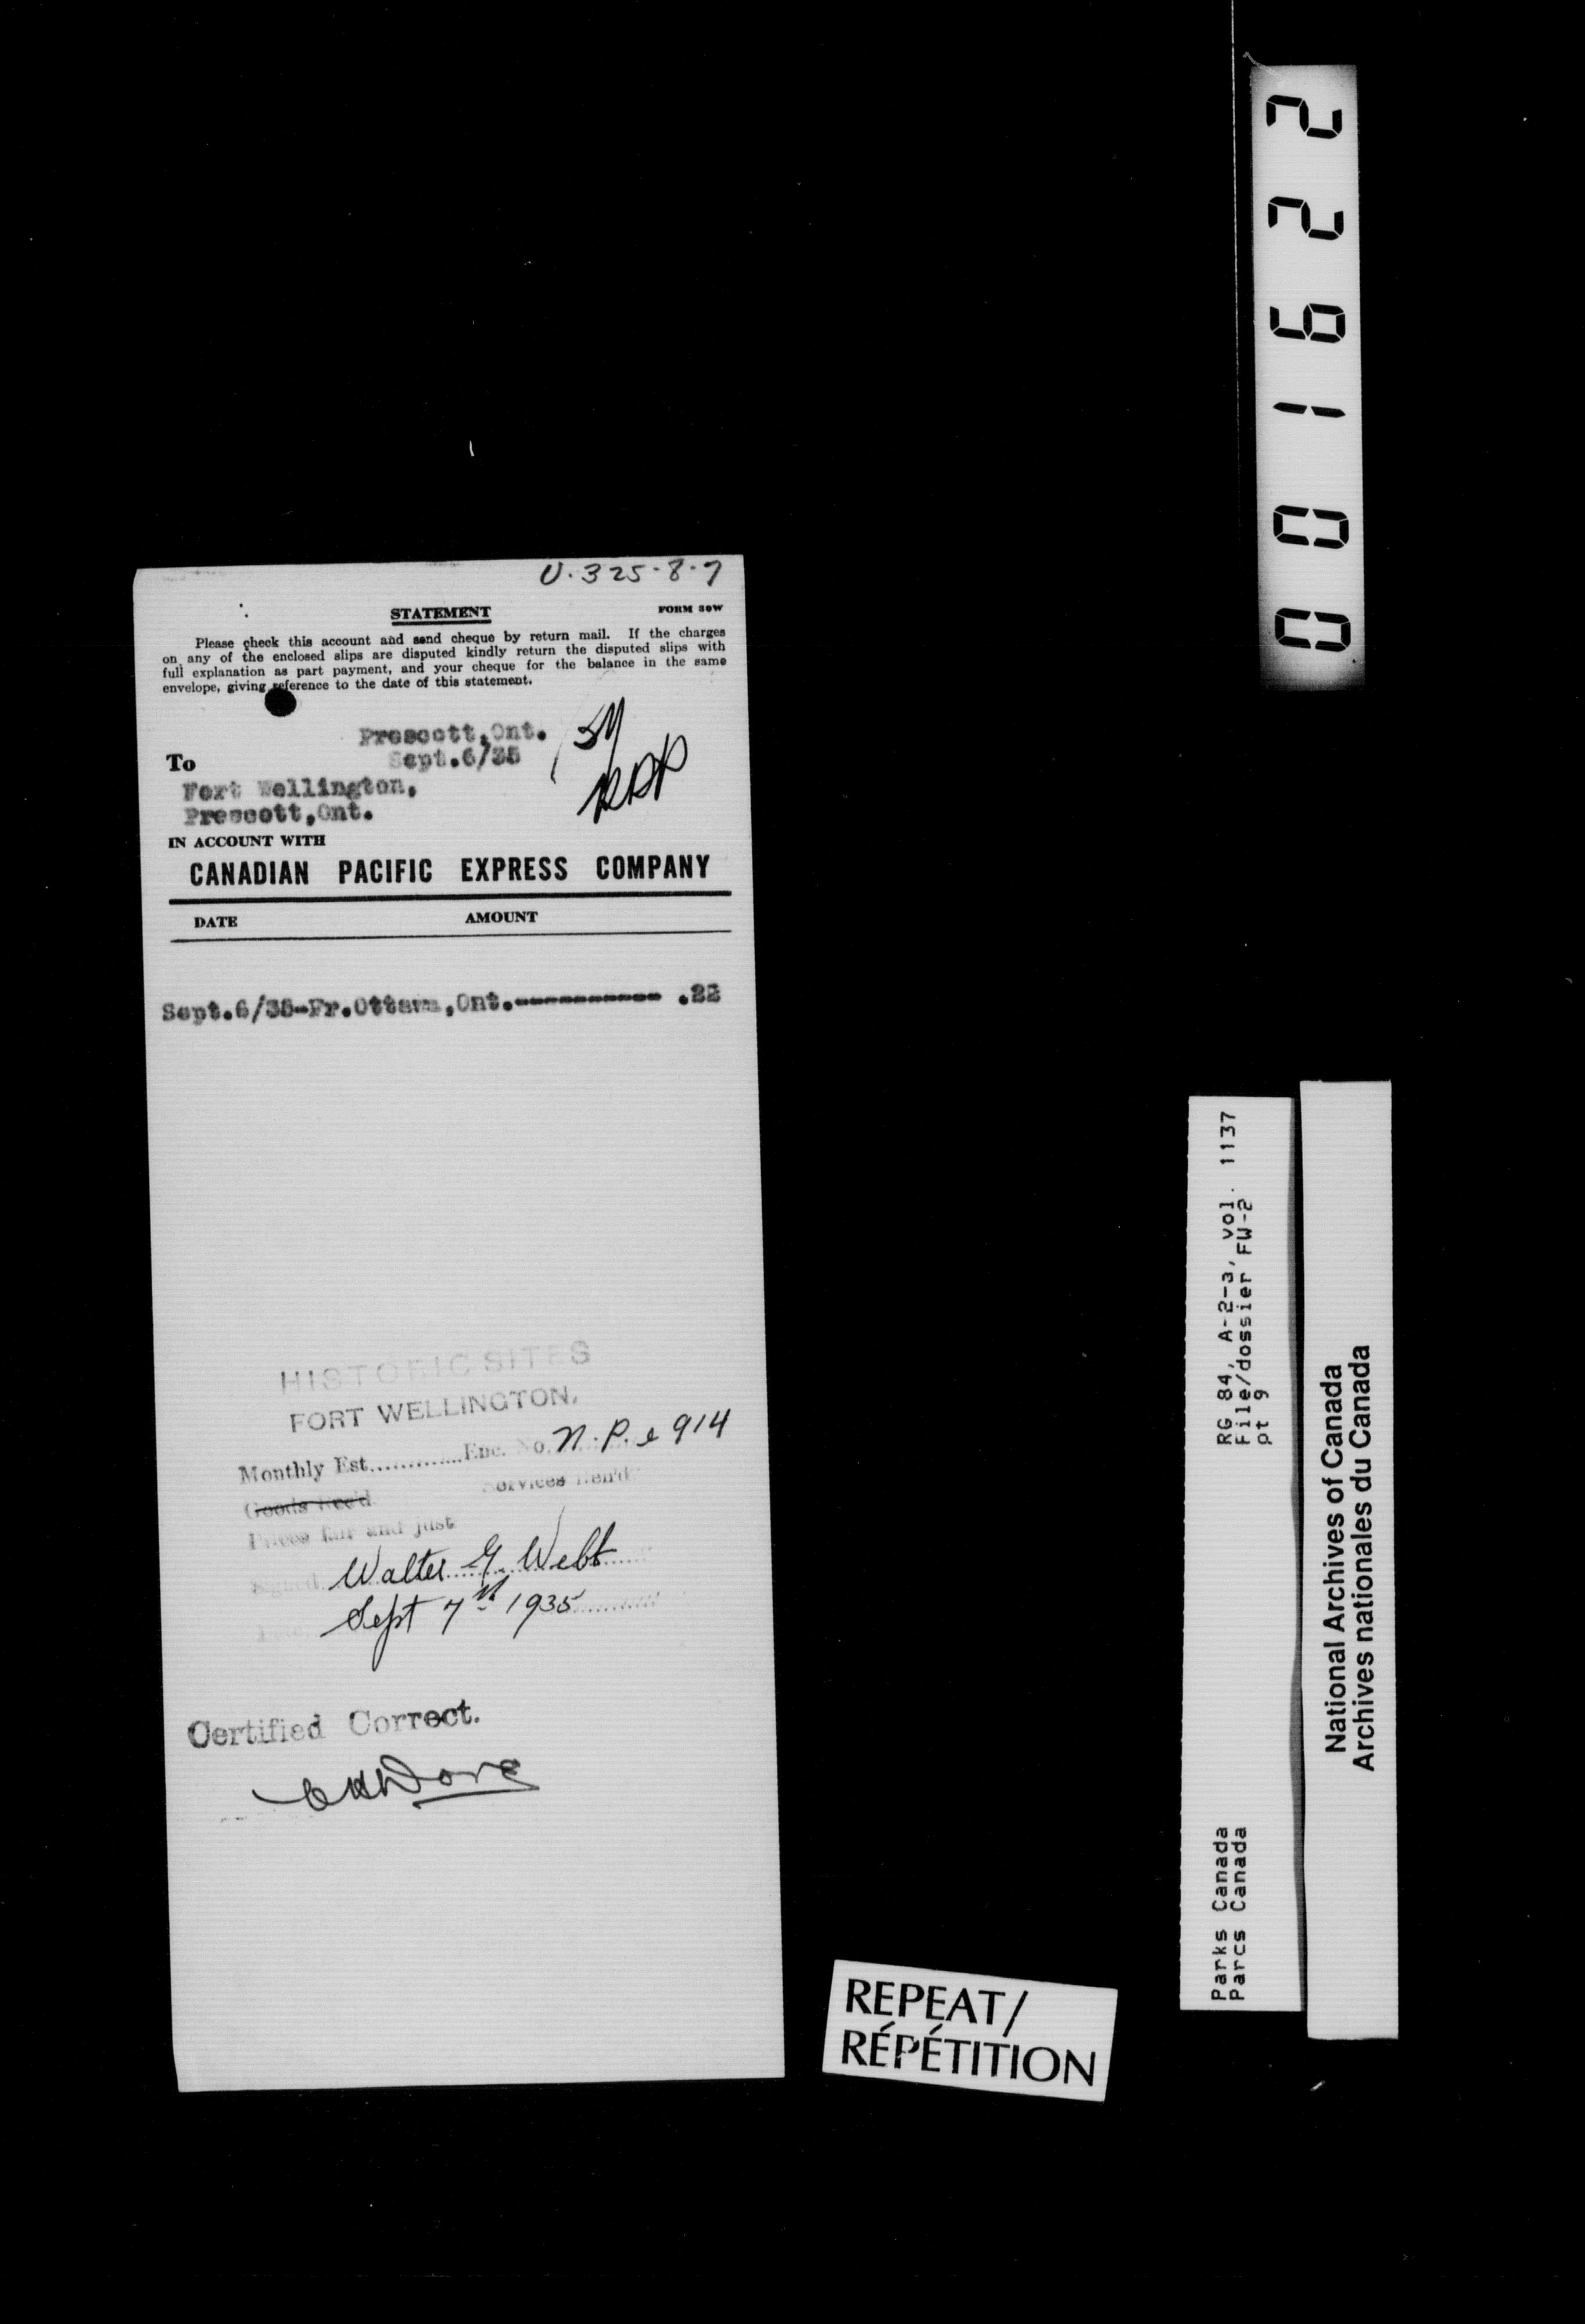 U. 325-8-7
STATEMENT
FORM 30W
Please check this account and send cheque by return mail. If the charges
on any of the enclosed slips are disputed kindly return the disputed slips with
full explanation as part payment, and your cheque for the balance in the same
envelope, giving reference to the date of this statement.
Prescott,Ont.
To Sept.6/35
Fort Wellington,
Prescott,Ont.
IN ACCOUNT WITH
CANADIAN PACIFIC EXPRESS COMPANY
DATE AMOUNT
Sept.6/35-Fr.Ottawa,Ont.------------ .22
HISTORIC SITES
FORT WELLINGTON.
Monthly Est.............Enc. No. N.P.e 914
Goods Rec'd. Services Ren'd.
Prices fair and just
Signed Walter G. Webb
Date Sept 7th 1935
Certified Correct.
REPEAT/
RÉPÉTITION
001622
RG 84, A-2-3, vol. 1137
File/dossier FW-2
pt 9
Parks Canada
Parcs Canada
National Archives of Canada
Archives nationales du Canada